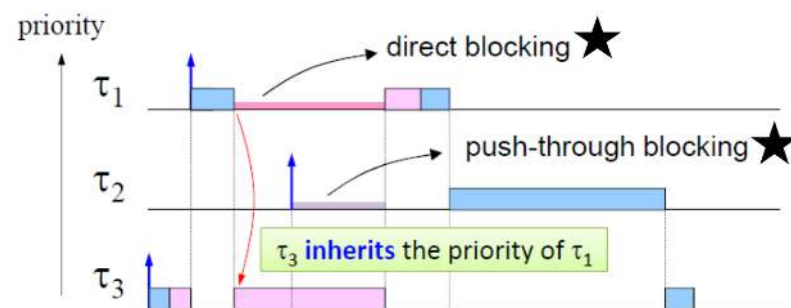 priority
direct blocking
τ1
push-through blocking
τ2
τ3 inherits the priority of τ1
τ3